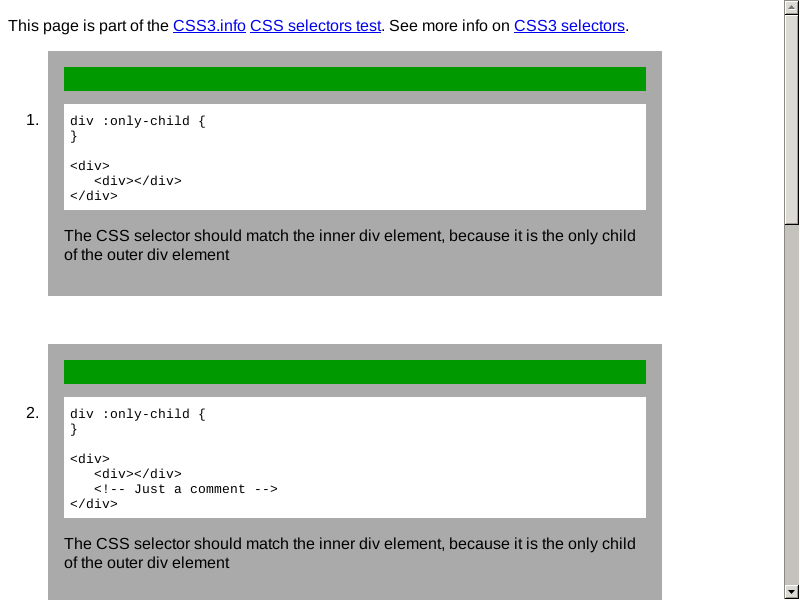 This page is part of the CSS3.info CSS selectors test. See more info on CSS3 selectors.
1.
div :only-child {
}
<div>
   <div></div>
</div>
The CSS selector should match the inner div element, because it is the only child
of the outer div element
2.
div :only-child {
}
<div>
   <div></div>
   <!-- Just a comment -->
</div>
The CSS selector should match the inner div element, because it is the only child
of the outer div element